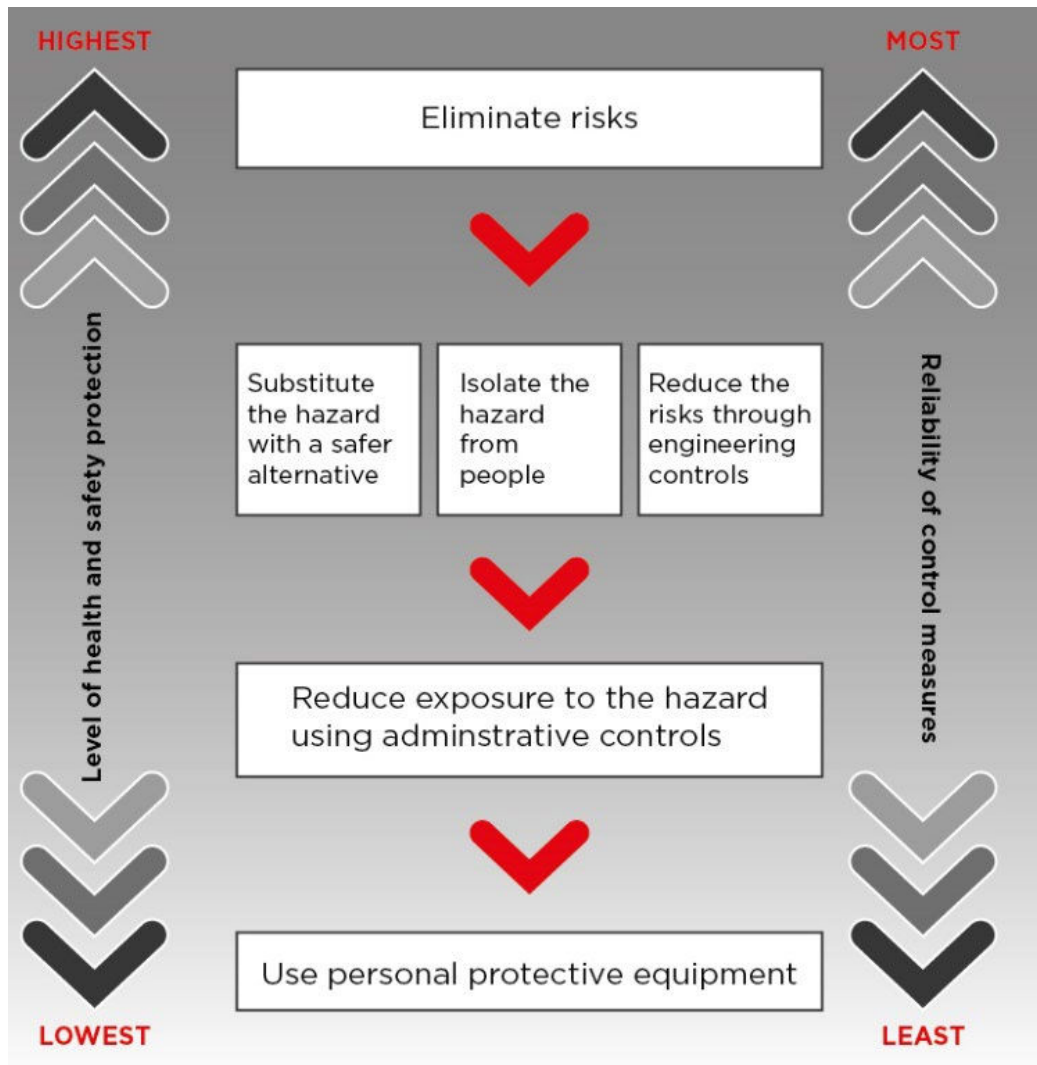 HIGHEST
MOST
Eliminate risks
Substitute
the hazard
with a safer
alternative
Isolate the
hazard
from
people
Reduce the
risks through
engineering
controls
Level of health and safety protection
Reliability of control measures
Reduce exposure to the hazard
using adminstrative controls
Use personal protective equipment
LOWEST
LEAST